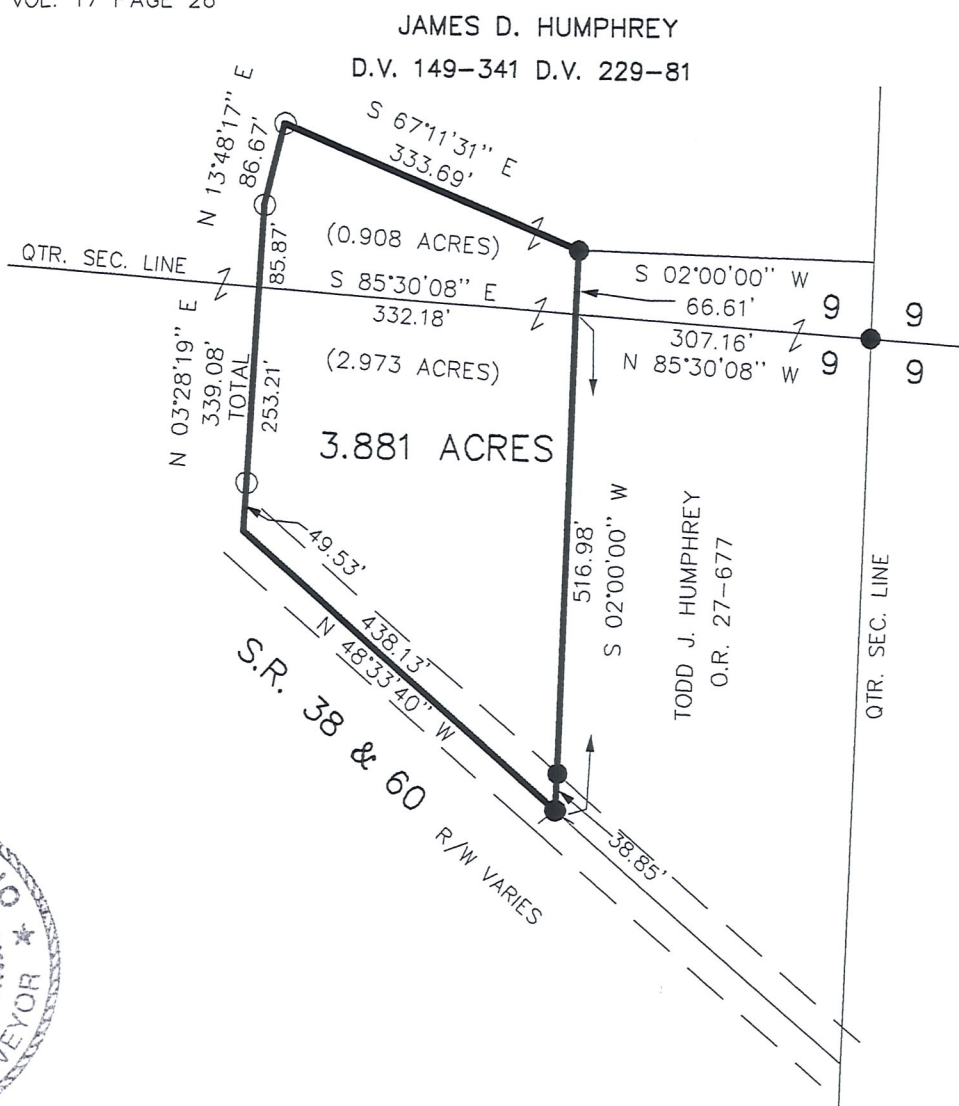 VOL. 17 PAGE 26
JAMES D. HUMPHREY
D.V. 149-341 D.V. 229-81
N 13°48'17" E
86.67'
S 67°11'31" E
333.69'
(0.908 ACRES)
QTR. SEC. LINE
85.87'
S 85°30'08" E
332.18'
S 02°00'00" W
66.61'
9
9
307.16'
N 85°30'08" W
9
9
N 03°28'19" E
339.08'
TOTAL
253.21'
(2.973 ACRES)
3.881 ACRES
49.53'
438.13'
N 48°33'40" W
516.98'
S 02°00'00" W
TODD J. HUMPHREY
O.R. 27-677
QTR. SEC. LINE
S.R. 38 & 60
R/W VARIES
38.85'